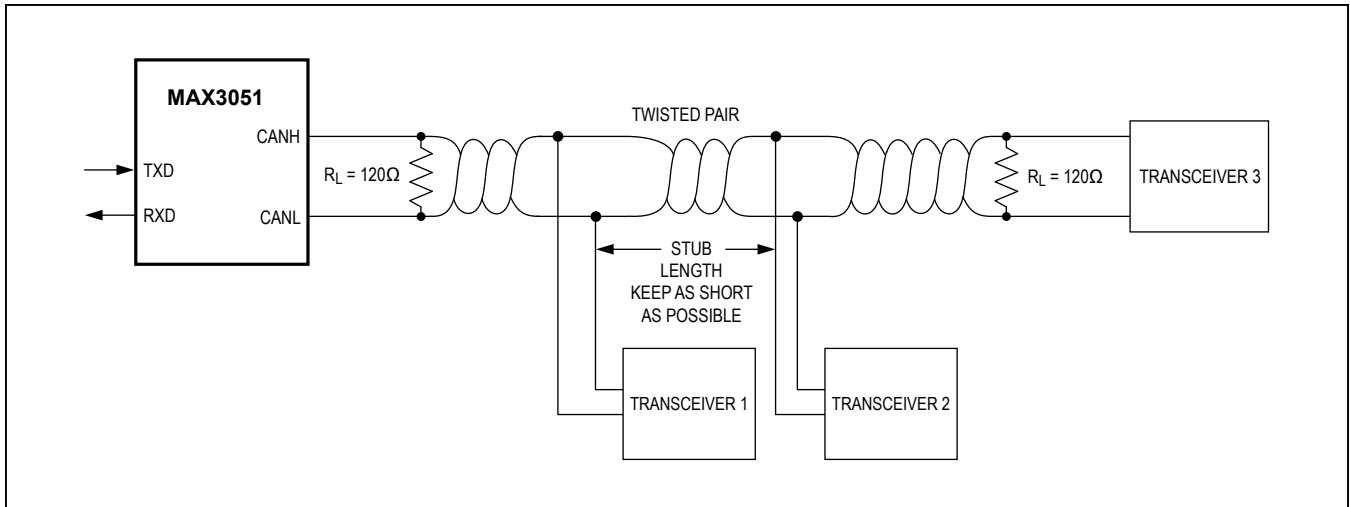 MAX3051
TWISTED PAIR
CANH
TXD
R_L = 120Ω
R_L = 120Ω
TRANSCEIVER 3
RXD
CANL
STUB
LENGTH
KEEP AS SHORT
AS POSSIBLE
TRANSCEIVER 1
TRANSCEIVER 2